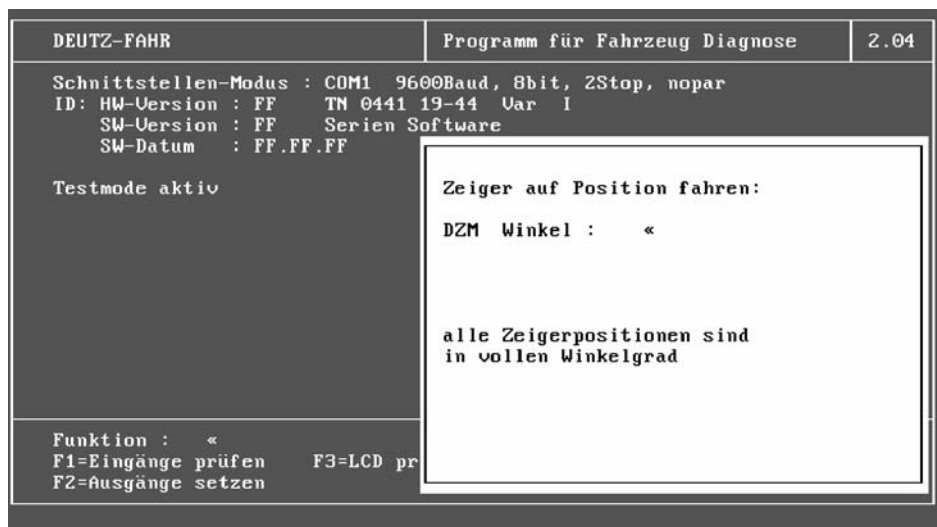 DEUTZ-FAHR
Programm für Fahrzeug Diagnose
2.04
Schnittstellen-Modus : COM1 9600Baud, 8bit, 2Stop, nopar
ID: HW-Version : FF TN 0441 19-44 Var I
SW-Version : FF Serien Software
SW-Datum : FF.FF.FF
Testmode aktiv
Zeiger auf Position fahren:
DZM Winkel : «
alle Zeigerpositionen sind
in vollen Winkelgrad
Funktion : «
F1=Eingänge prüfen F3=LCD pr
F2=Ausgänge setzen